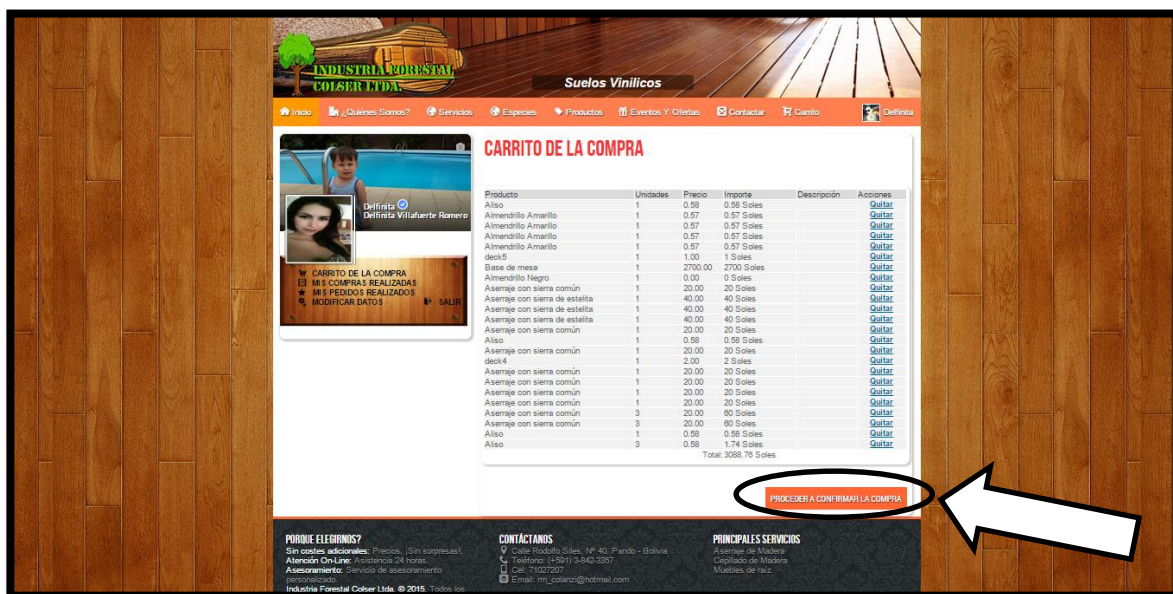 INDUSTRIA FORESTAL
COLSER LTDA.
Suelos Vinilicos
Inicio ¿Quiénes Somos? Servicios Especies Productos Eventos Y Ofertas Contactar Carrito Delfinita
Delfinita
Delfinita Villafuerte Romero
CARRITO DE LA COMPRA
MIS COMPRAS REALIZADAS
MIS PEDIDOS REALIZADOS
MODIFICAR DATOS SALIR
CARRITO DE LA COMPRA
Producto Unidades Precio Importe Descripción Acciones
Aliso 1 0.58 0.58 Soles Quitar
Almendrillo Amarillo 1 0.57 0.57 Soles Quitar
Almendrillo Amarillo 1 0.57 0.57 Soles Quitar
Almendrillo Amarillo 1 0.57 0.57 Soles Quitar
deck5 1 1.00 1 Soles Quitar
Base de mesa 1 2700.00 2700 Soles Quitar
Almendrillo Negro 1 0.00 0 Soles Quitar
Aserraje con sierra común 1 20.00 20 Soles Quitar
Aserraje con sierra de estelita 1 40.00 40 Soles Quitar
Aserraje con sierra de estelita 1 40.00 40 Soles Quitar
Aserraje con sierra de estelita 1 40.00 40 Soles Quitar
Aserraje con sierra común 1 20.00 20 Soles Quitar
Aliso 1 0.58 0.58 Soles Quitar
Aserraje con sierra común 1 20.00 20 Soles Quitar
deck4 1 2.00 2 Soles Quitar
Aserraje con sierra común 1 20.00 20 Soles Quitar
Aserraje con sierra común 1 20.00 20 Soles Quitar
Aserraje con sierra común 1 20.00 20 Soles Quitar
Aserraje con sierra común 1 20.00 20 Soles Quitar
Aserraje con sierra común 3 20.00 60 Soles Quitar
Aserraje con sierra común 3 20.00 60 Soles Quitar
Aliso 1 0.58 0.58 Soles Quitar
Aliso 3 0.58 1.74 Soles Quitar
Total: 3088.76 Soles
PROCEDER A CONFIRMAR LA COMPRA
PORQUE ELEGIRNOS?
Sin costes adicionales: Precios, ¡Sin sorpresas!,
Atención On-Line: Asistencia 24 horas.
Asesoramiento: Servicio de asesoramiento
personalizado.
Industria Forestal Colser Ltda. © 2015, Todos los
CONTÁCTANOS
Calle Rodolfo Siles, Nº 40, Pando - Bolivia
Teléfono: (+591) 3-842-3357
Cel: 71027207
Email: rm_colanzi@hotmail.com
PRINCIPALES SERVICIOS
Aserraje de Madera
Cepillado de Madera
Muebles de raíz